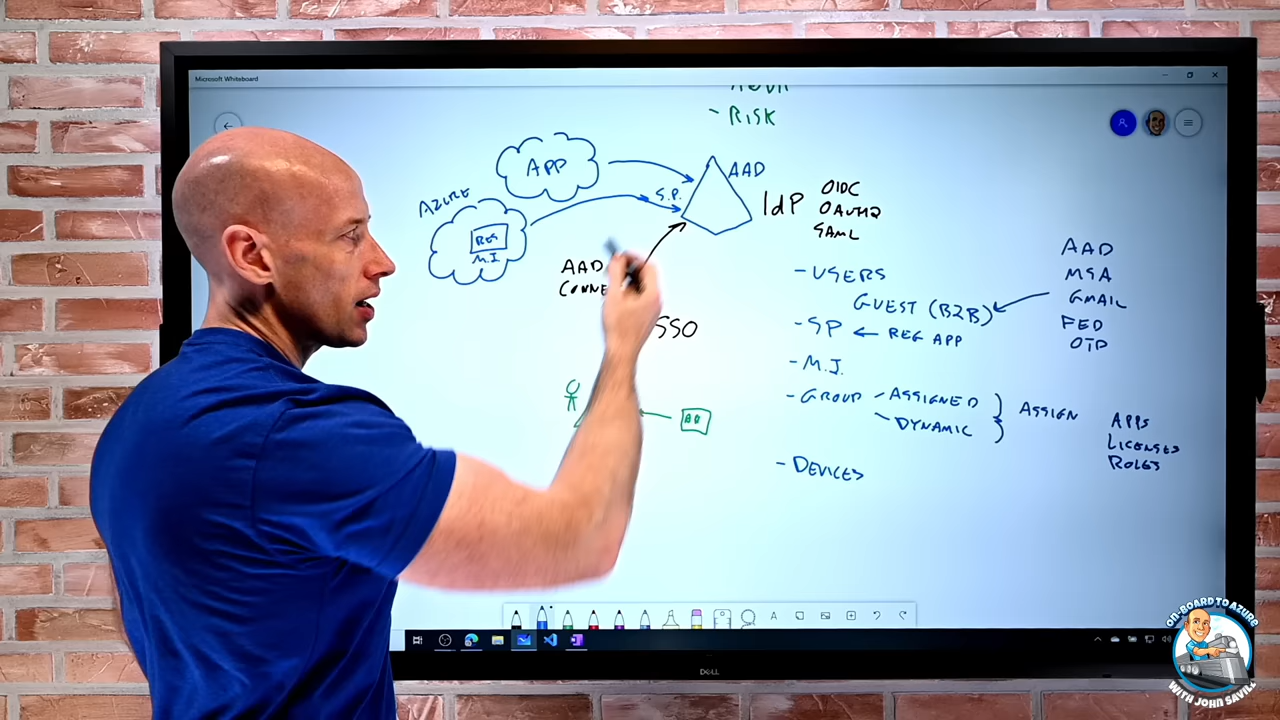 Microsoft Whiteboard
- RISK
APP
AAD
AZURE
S.P.
IdP
OIDC
OAUTH2
SAML
RES
M.I.
AAD
- USERS
AAD
MSA
GUEST (B2B)
GMAIL
- SP ← REG APP
FED
OTP
SSO
- M.I.
- GROUP
- ASSIGNED
ASSIGN
APPS
- DYNAMIC
LICENSES
ROLES
AD
- DEVICES
DELL
ON-BOARD TO AZURE
WITH JOHN SAVILL